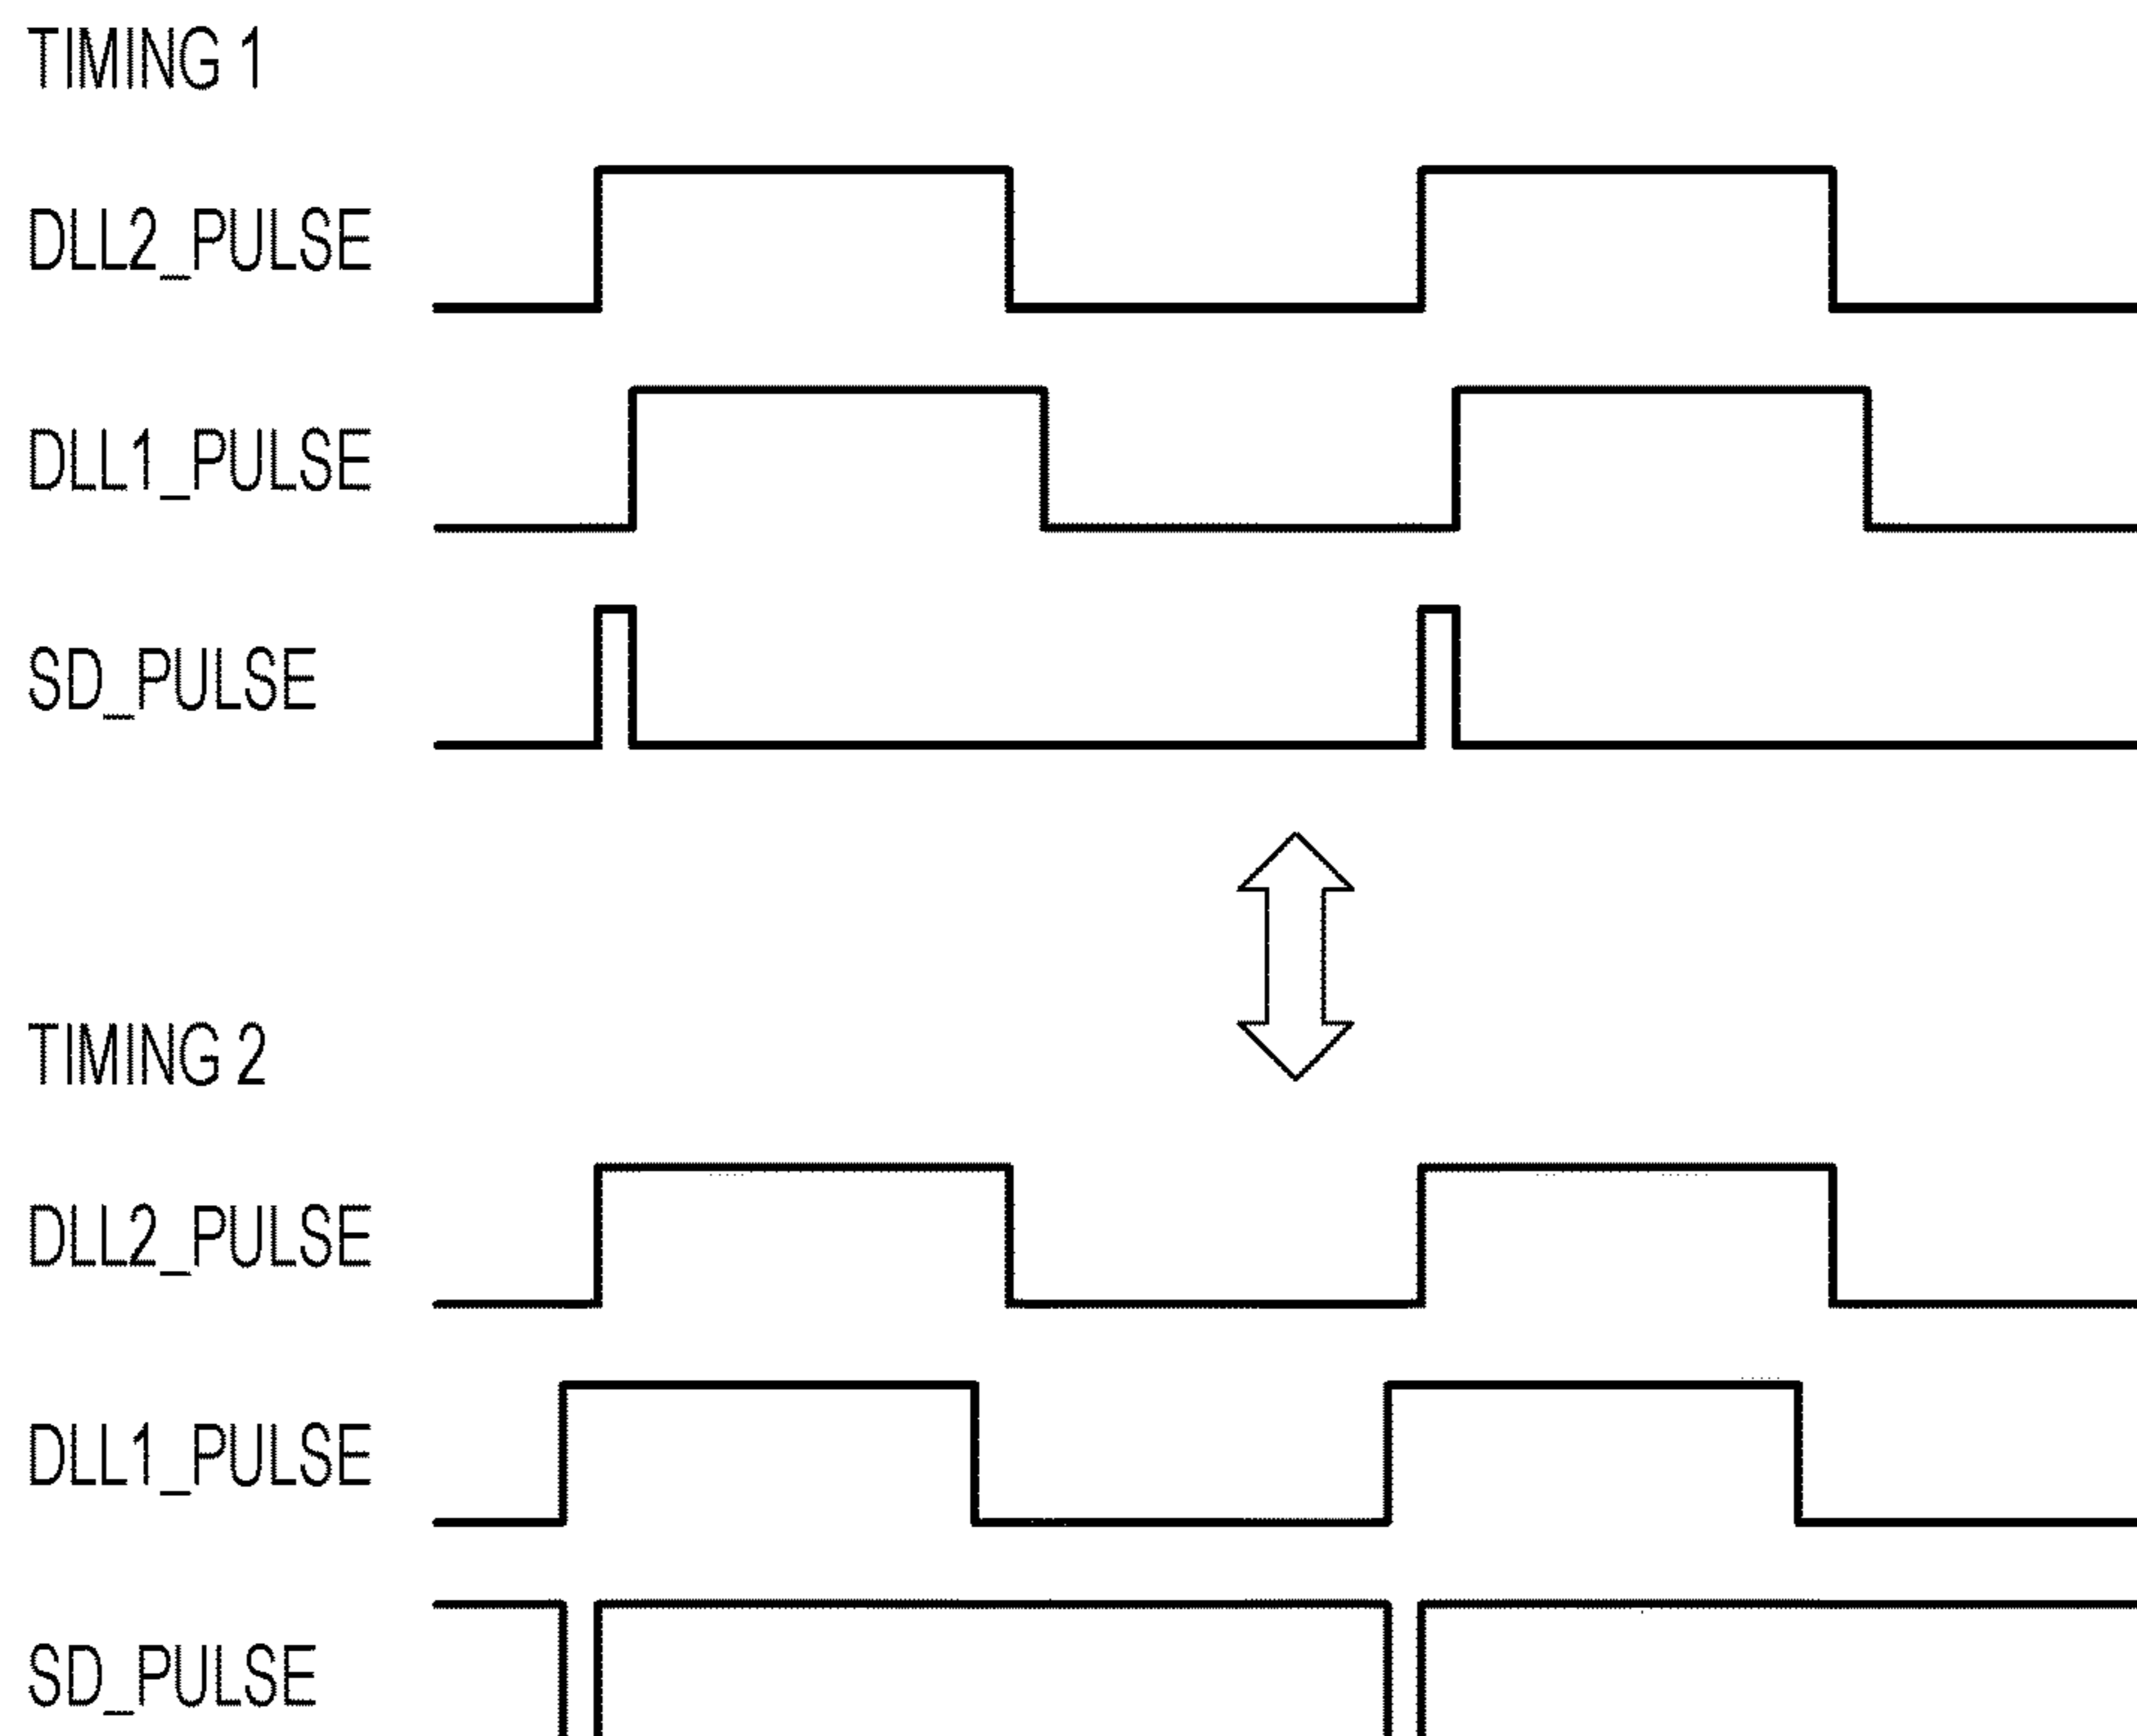 TIMING 1
DLL2_PULSE
DLL1_PULSE
SD_PULSE
TIMING 2
DLL2_PULSE
DLL1_PULSE
SD_PULSE